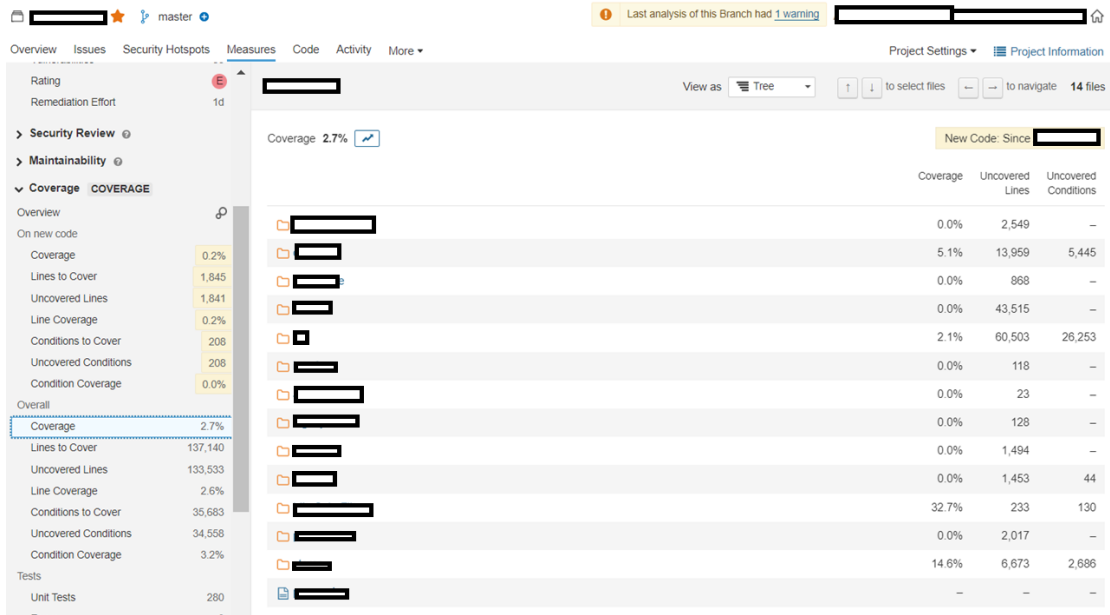 master
Last analysis of this Branch had 1 warning
Overview Issues Security Hotspots Measures Code Activity More
Project Settings Project Information
Rating E
Remediation Effort 1d
Security Review
Maintainability
Coverage COVERAGE
Overview
On new code
Coverage 0.2%
Lines to Cover 1,845
Uncovered Lines 1,841
Line Coverage 0.2%
Conditions to Cover 208
Uncovered Conditions 208
Condition Coverage 0.0%
Overall
Coverage 2.7%
Lines to Cover 137,140
Uncovered Lines 133,533
Line Coverage 2.6%
Conditions to Cover 35,683
Uncovered Conditions 34,558
Condition Coverage 3.2%
Tests
Unit Tests 280
View as Tree ↑ ↓ to select files ← → to navigate 14 files
Coverage 2.7%
New Code: Since
Coverage Uncovered Lines Uncovered Conditions
0.0% 2,549 –
5.1% 13,959 5,445
0.0% 868 –
0.0% 43,515 –
2.1% 60,503 26,253
0.0% 118 –
0.0% 23 –
0.0% 128 –
0.0% 1,494 –
0.0% 1,453 44
32.7% 233 130
0.0% 2,017 –
14.6% 6,673 2,686
– – –